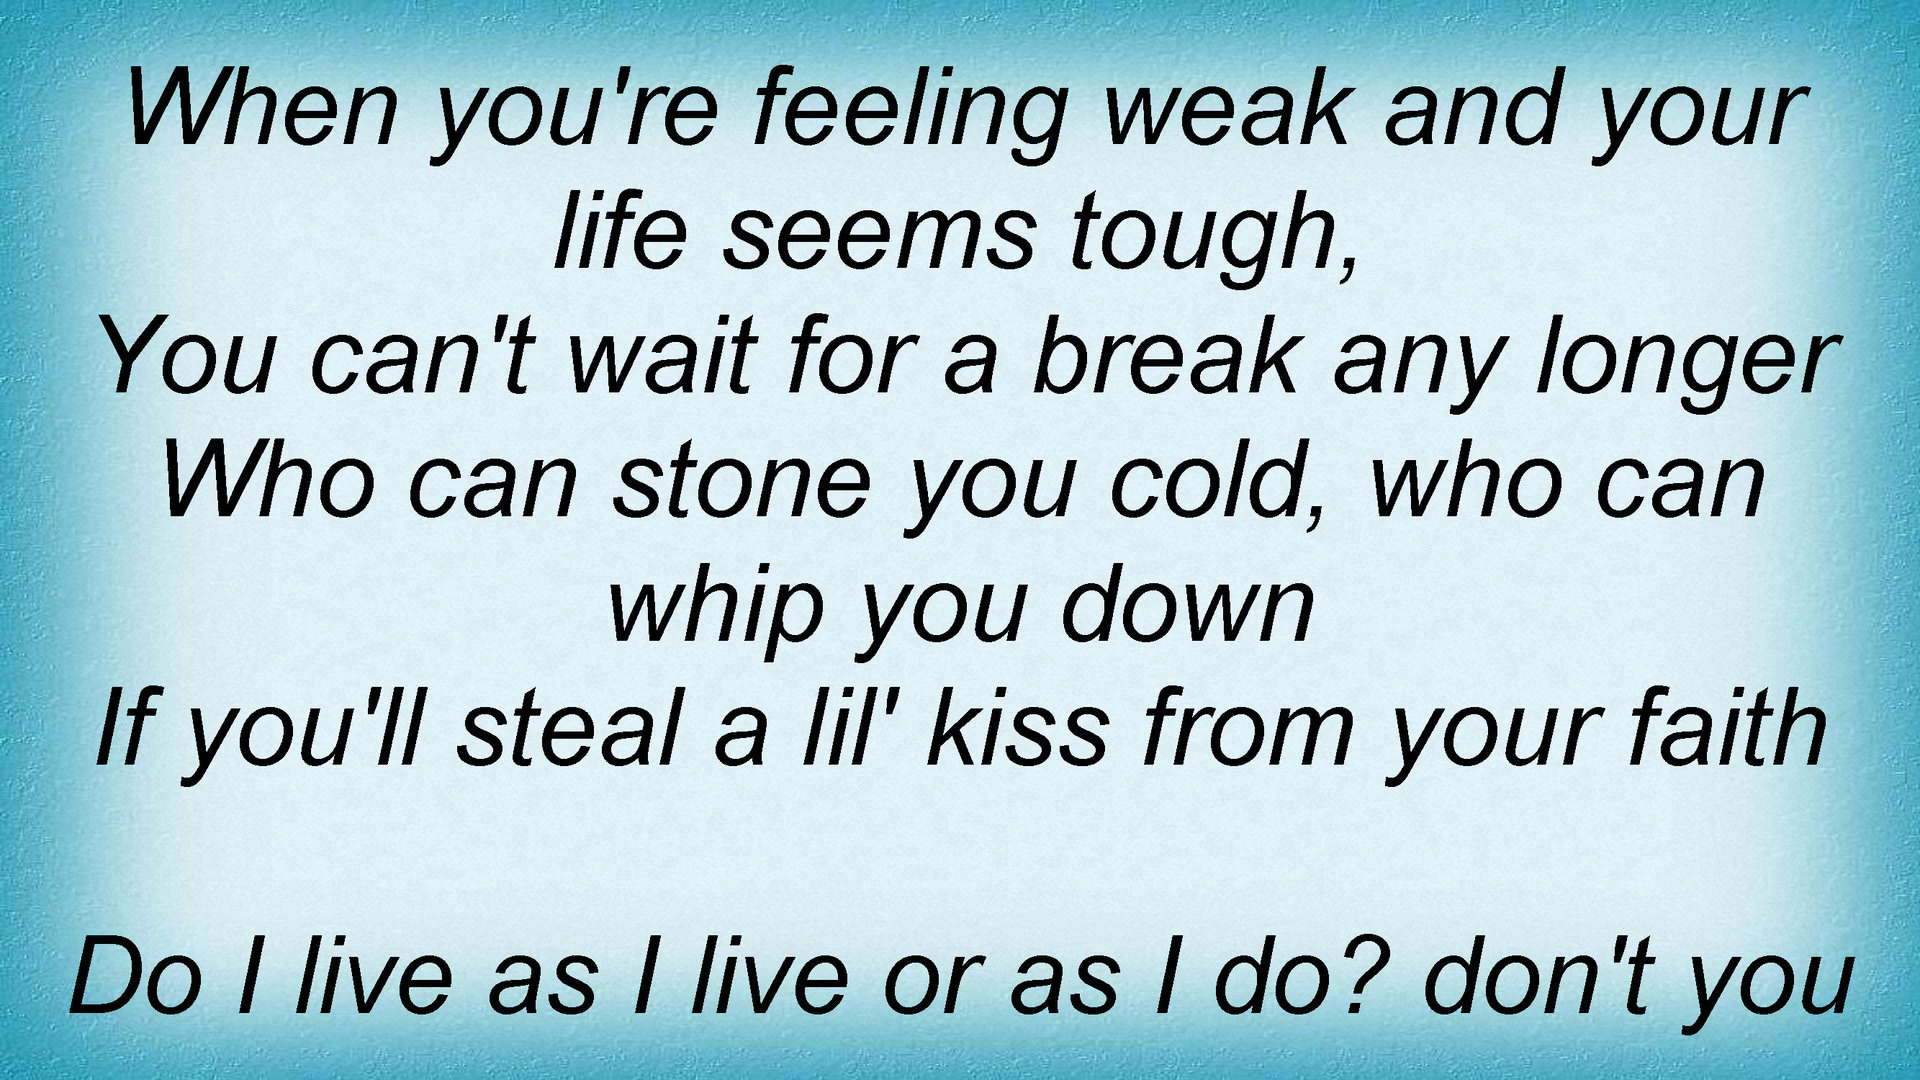 When you're feeling weak and your
life seems tough,
You can't wait for a break any longer
Who can stone you cold, who can
whip you down
If you'll steal a lil' kiss from your faith
Do I live as I live or as I do? don't you